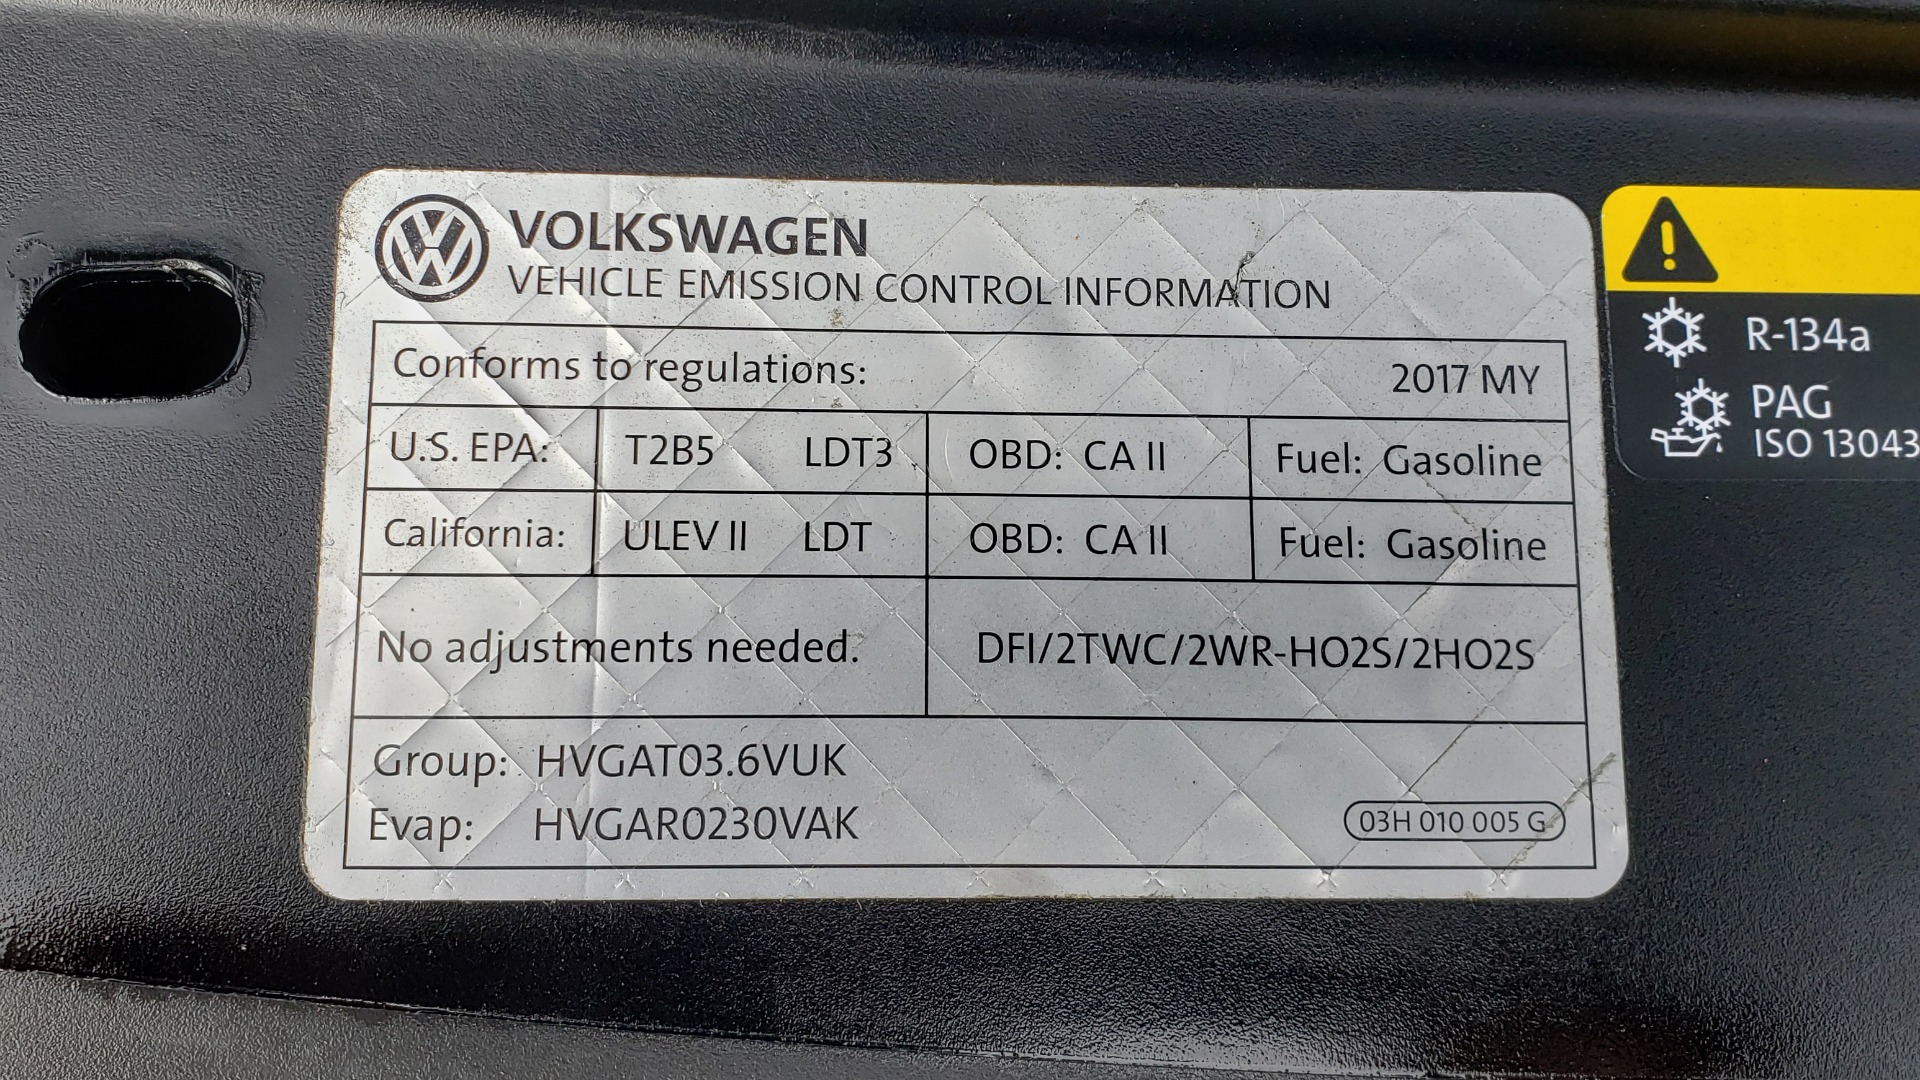 VOLKSWAGEN
VEHICLE EMISSION CONTROL INFORMATION
Conforms to regulations: 2017 MY
U.S. EPA: T2B5 LDT3 OBD: CA II Fuel: Gasoline
California: ULEV II LDT OBD: CA II Fuel: Gasoline
No adjustments needed. DFI/2TWC/2WR-HO2S/2HO2S
Group: HVGAT03.6VUK
Evap: HVGAR0230VAK
03H 010 005 G
R-134a
PAG
ISO 13043